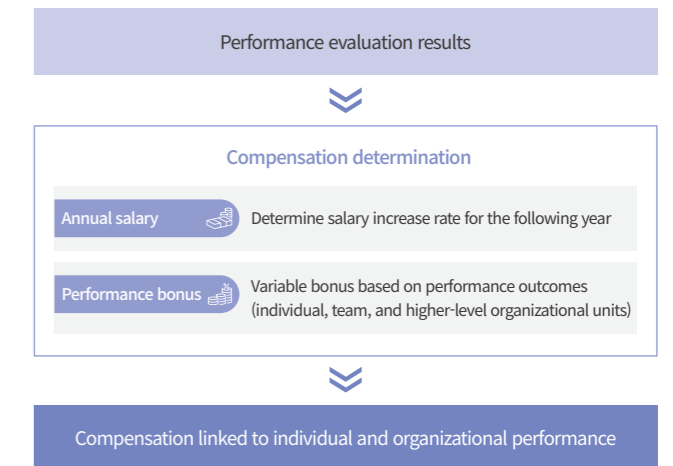 Performance evaluation results
Compensation determination
Annual salary
Determine salary increase rate for the following year
Performance bonus
Variable bonus based on performance outcomes
(individual, team, and higher-level organizational units)
Compensation linked to individual and organizational performance